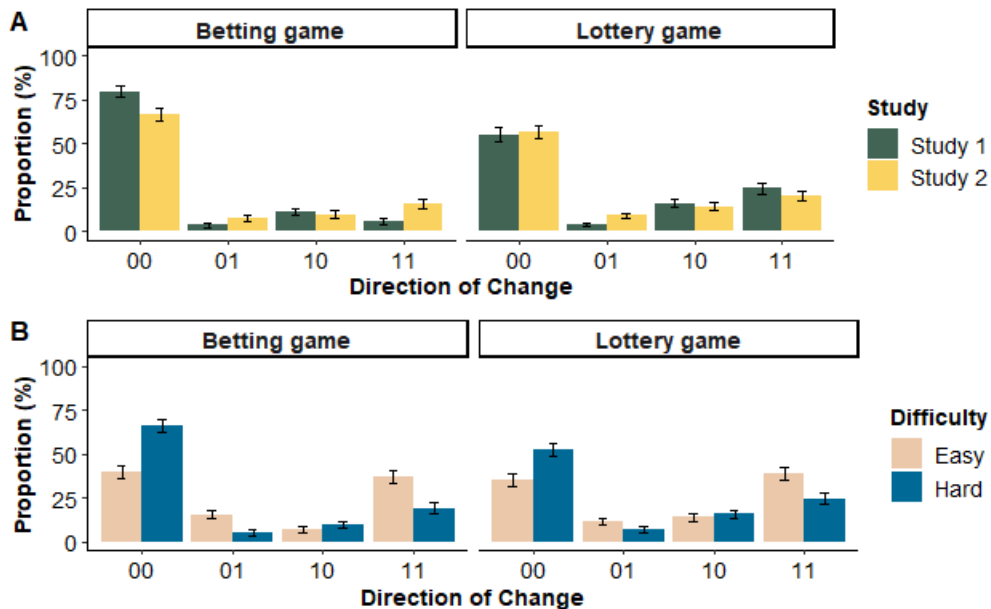 A
Betting game
Lottery game
Proportion (%)
100
75
50
25
0
00 01 10 11
00 01 10 11
Direction of Change
Study
Study 1
Study 2
B
Betting game
Lottery game
Proportion (%)
100
75
50
25
0
00 01 10 11
00 01 10 11
Direction of Change
Difficulty
Easy
Hard